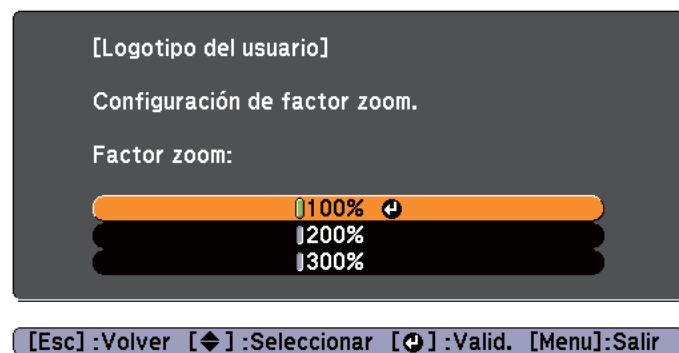 [Logotipo del usuario]
Configuración de factor zoom.
Factor zoom:
100%
200%
300%
[Esc] :Volver [◆] :Seleccionar [↵] :Valid. [Menu]:Salir